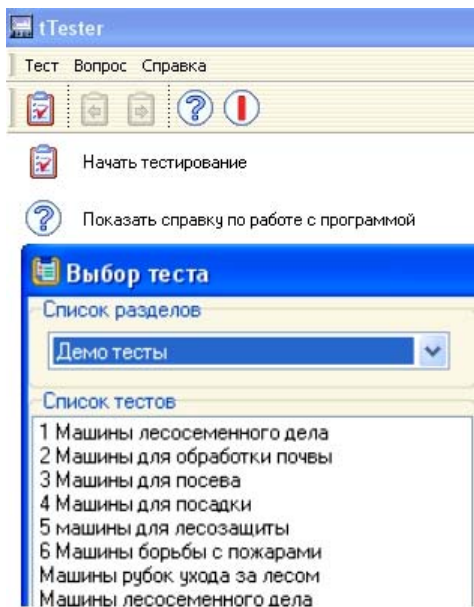 tTester
Тест Вопрос Справка
Начать тестирование
Показать справку по работе с программой
Выбор теста
Список разделов
Демо тесты
Список тестов
1 Машины лесосеменного дела
2 Машины для обработки почвы
3 Машины для посева
4 Машины для посадки
5 машины для лесозащиты
6 Машины борьбы с пожарами
Машины рубок ухода за лесом
Машины лесосеменного дела